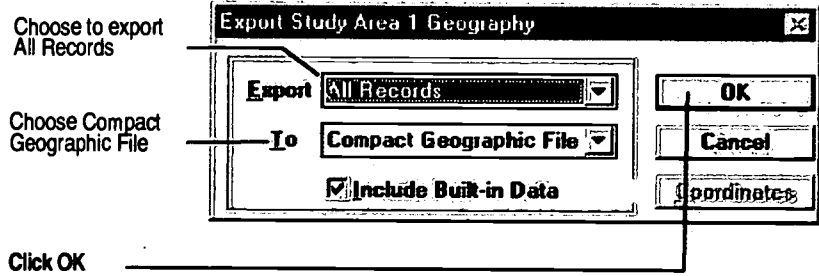 Choose to export
All Records
Export Study Area 1 Geography
Export All Records
OK
Choose Compact
Geographic File
To Compact Geographic File
Cancel
Include Built-in Data
Coordinates
Click OK